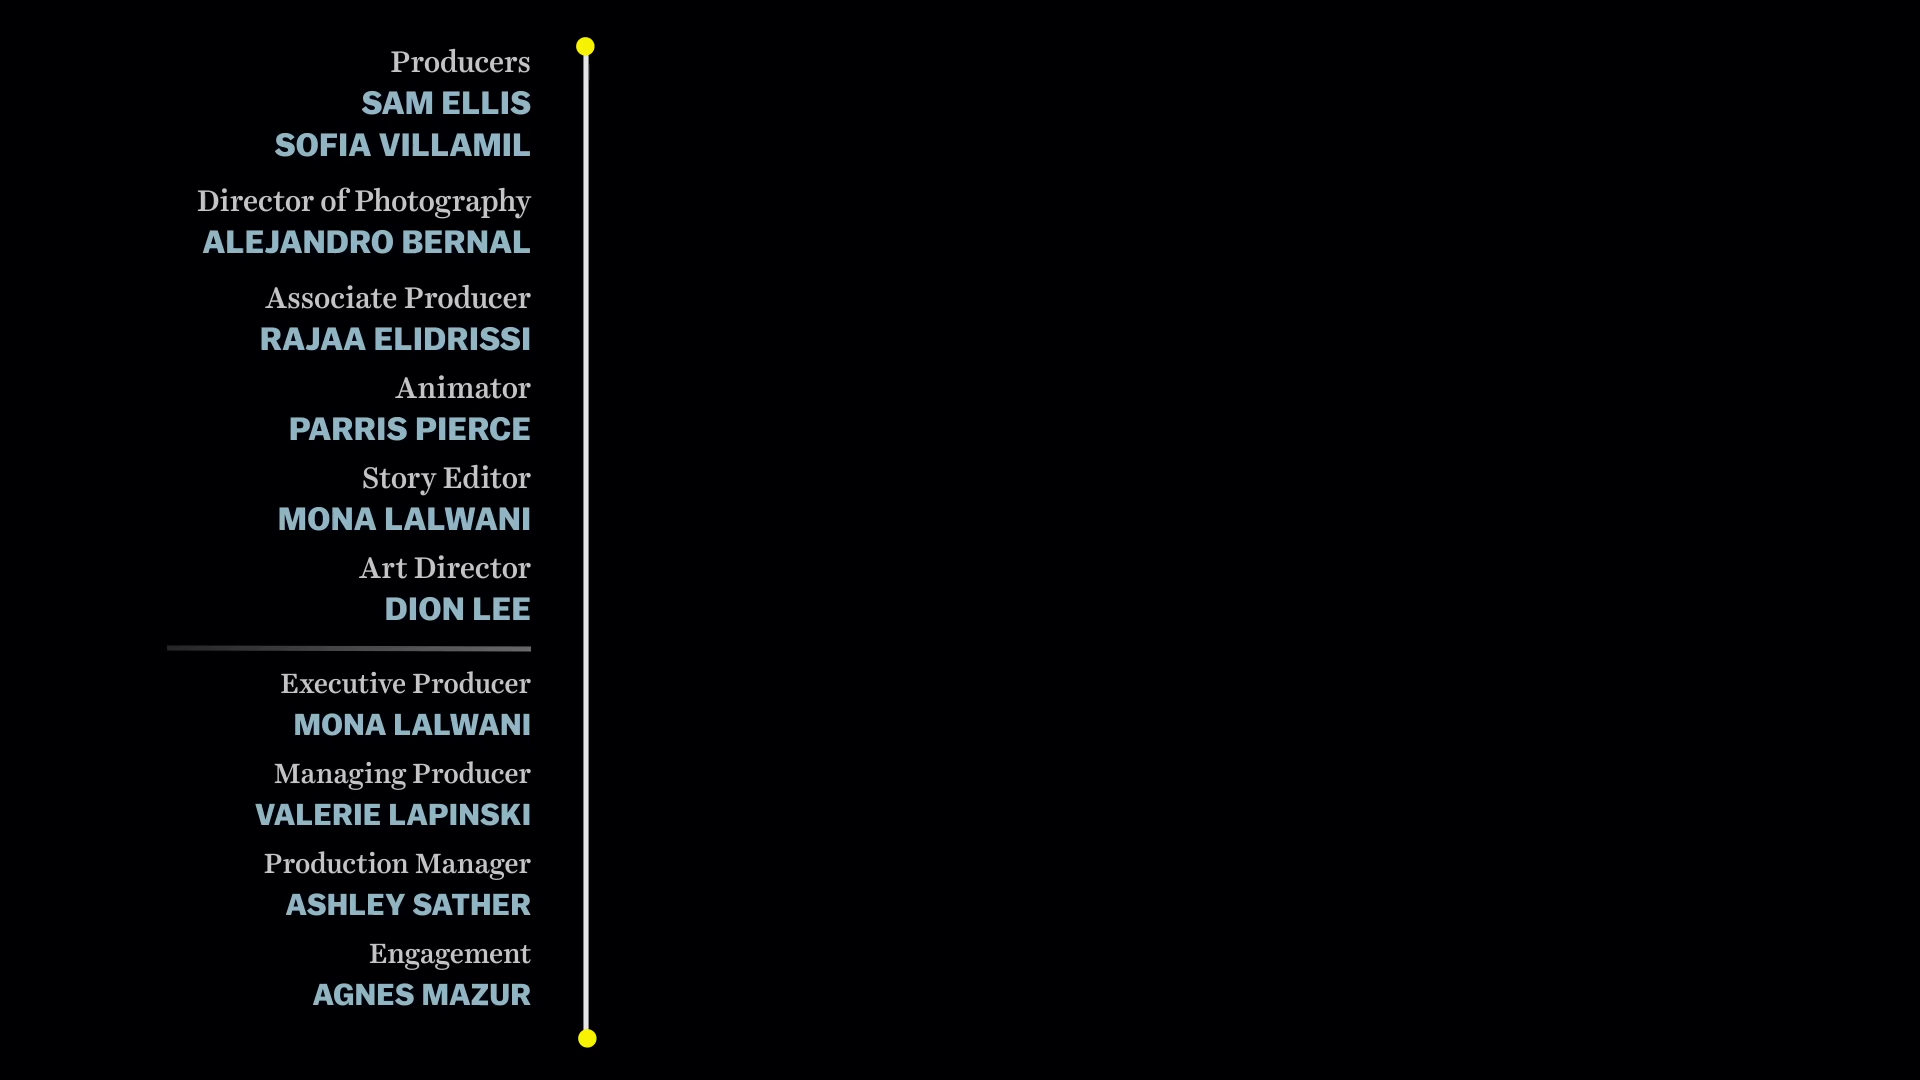 Producers
SAM ELLIS
SOFIA VILLAMIL
Director of Photography
ALEJANDRO BERNAL
Associate Producer
RAJAA ELIDRISSI
Animator
PARRIS PIERCE
Story Editor
MONA LALWANI
Art Director
DION LEE
Executive Producer
MONA LALWANI
Managing Producer
VALERIE LAPINSKI
Production Manager
ASHLEY SATHER
Engagement
AGNES MAZUR